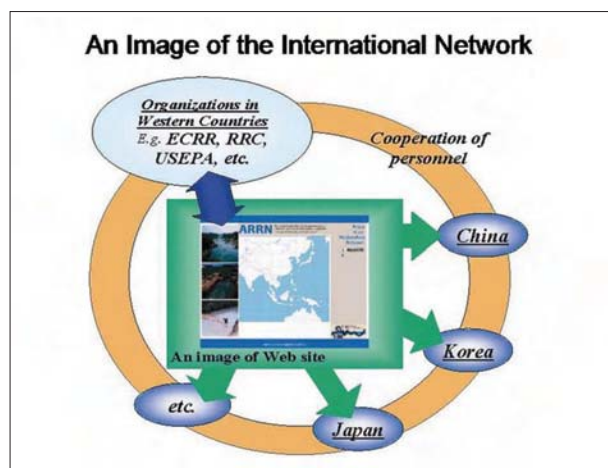 An Image of the International Network
Organizations in
Western Countries
E.g. ECRR, RRC,
USEPA, etc.
Cooperation of
personnel
ARRN
China
Korea
An image of Web site
etc.
Japan